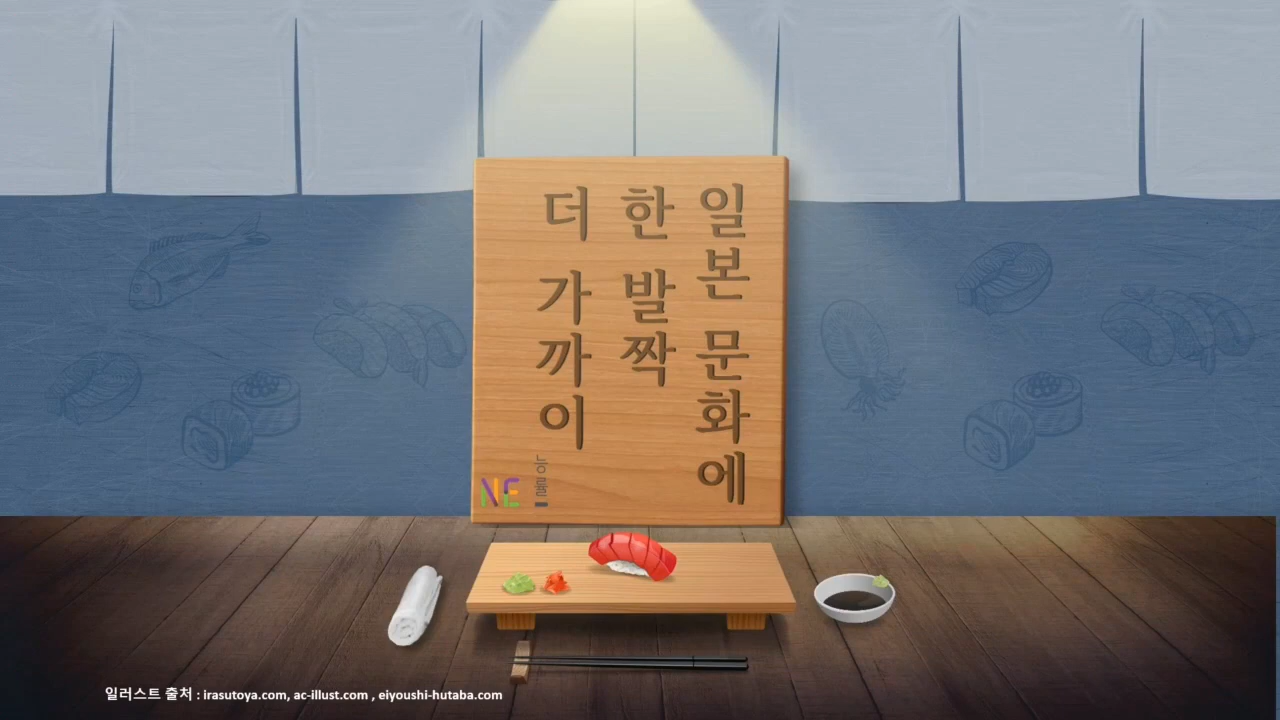 일본 문화에
한 발짝
더 가까이
NE
능률
일러스트 출처 : irasutoya.com, ac-illust.com , eiyoushi-hutaba.com